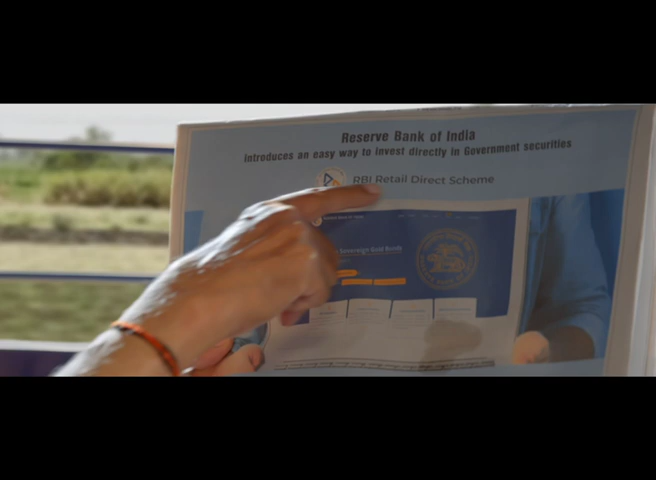 Reserve Bank of India
introduces an easy way to invest directly in Government securities
RBI Retail Direct Scheme
Sovereign Gold Bonds